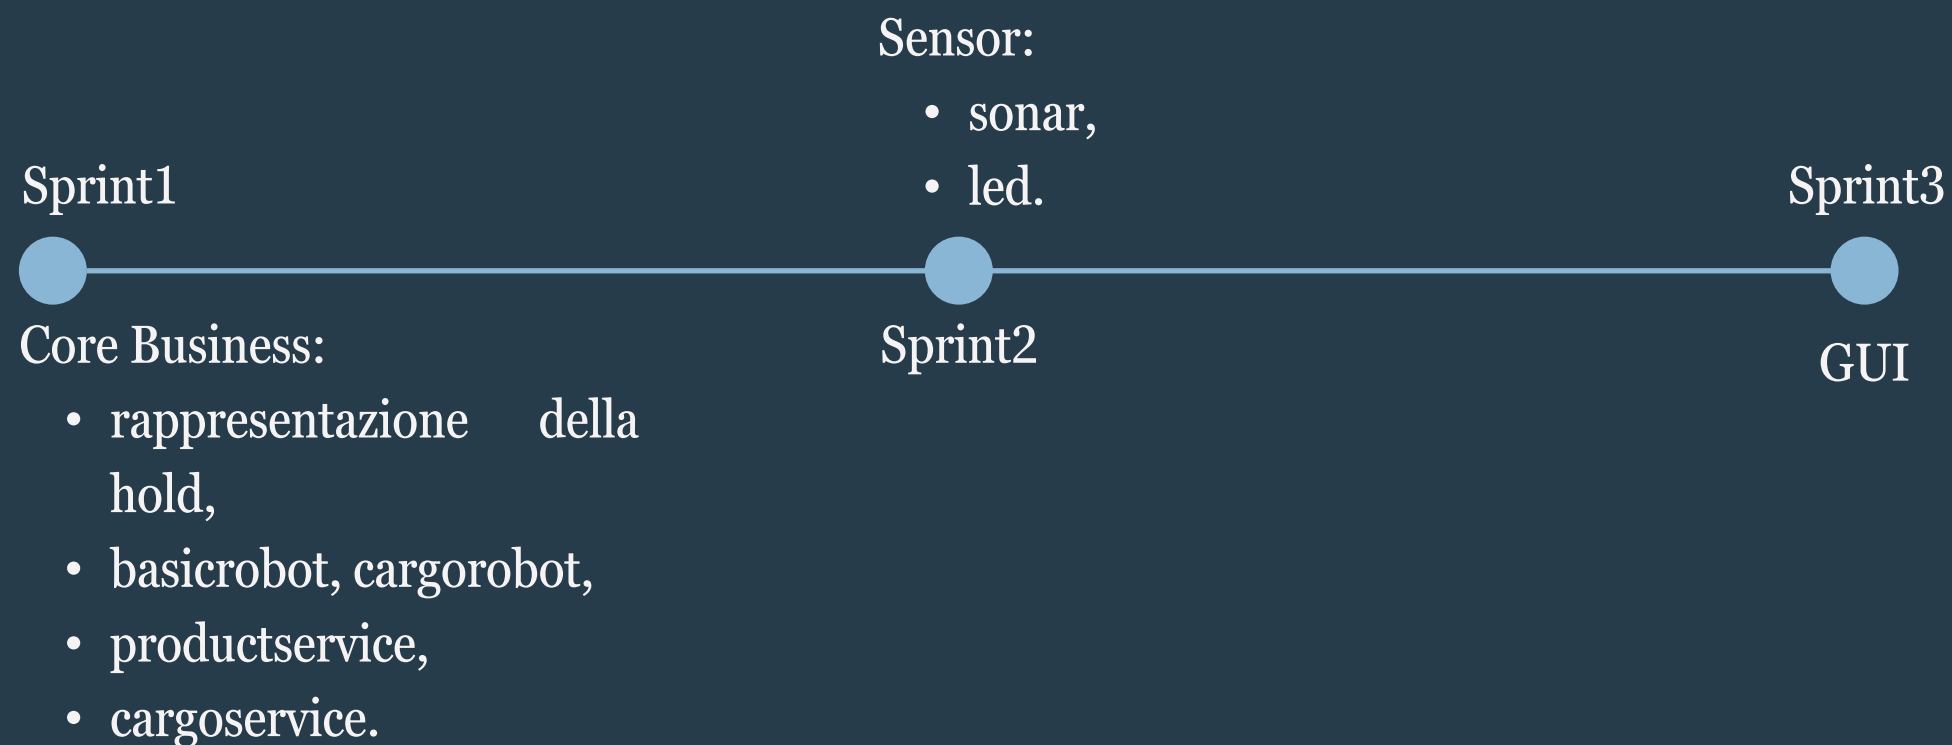 Sprint1
Core Business:
• rappresentazione della
hold,
• basicrobot, cargorobot,
• productservice,
• cargoservice.
Sensor:
• sonar,
• led.
Sprint2
Sprint3
GUI